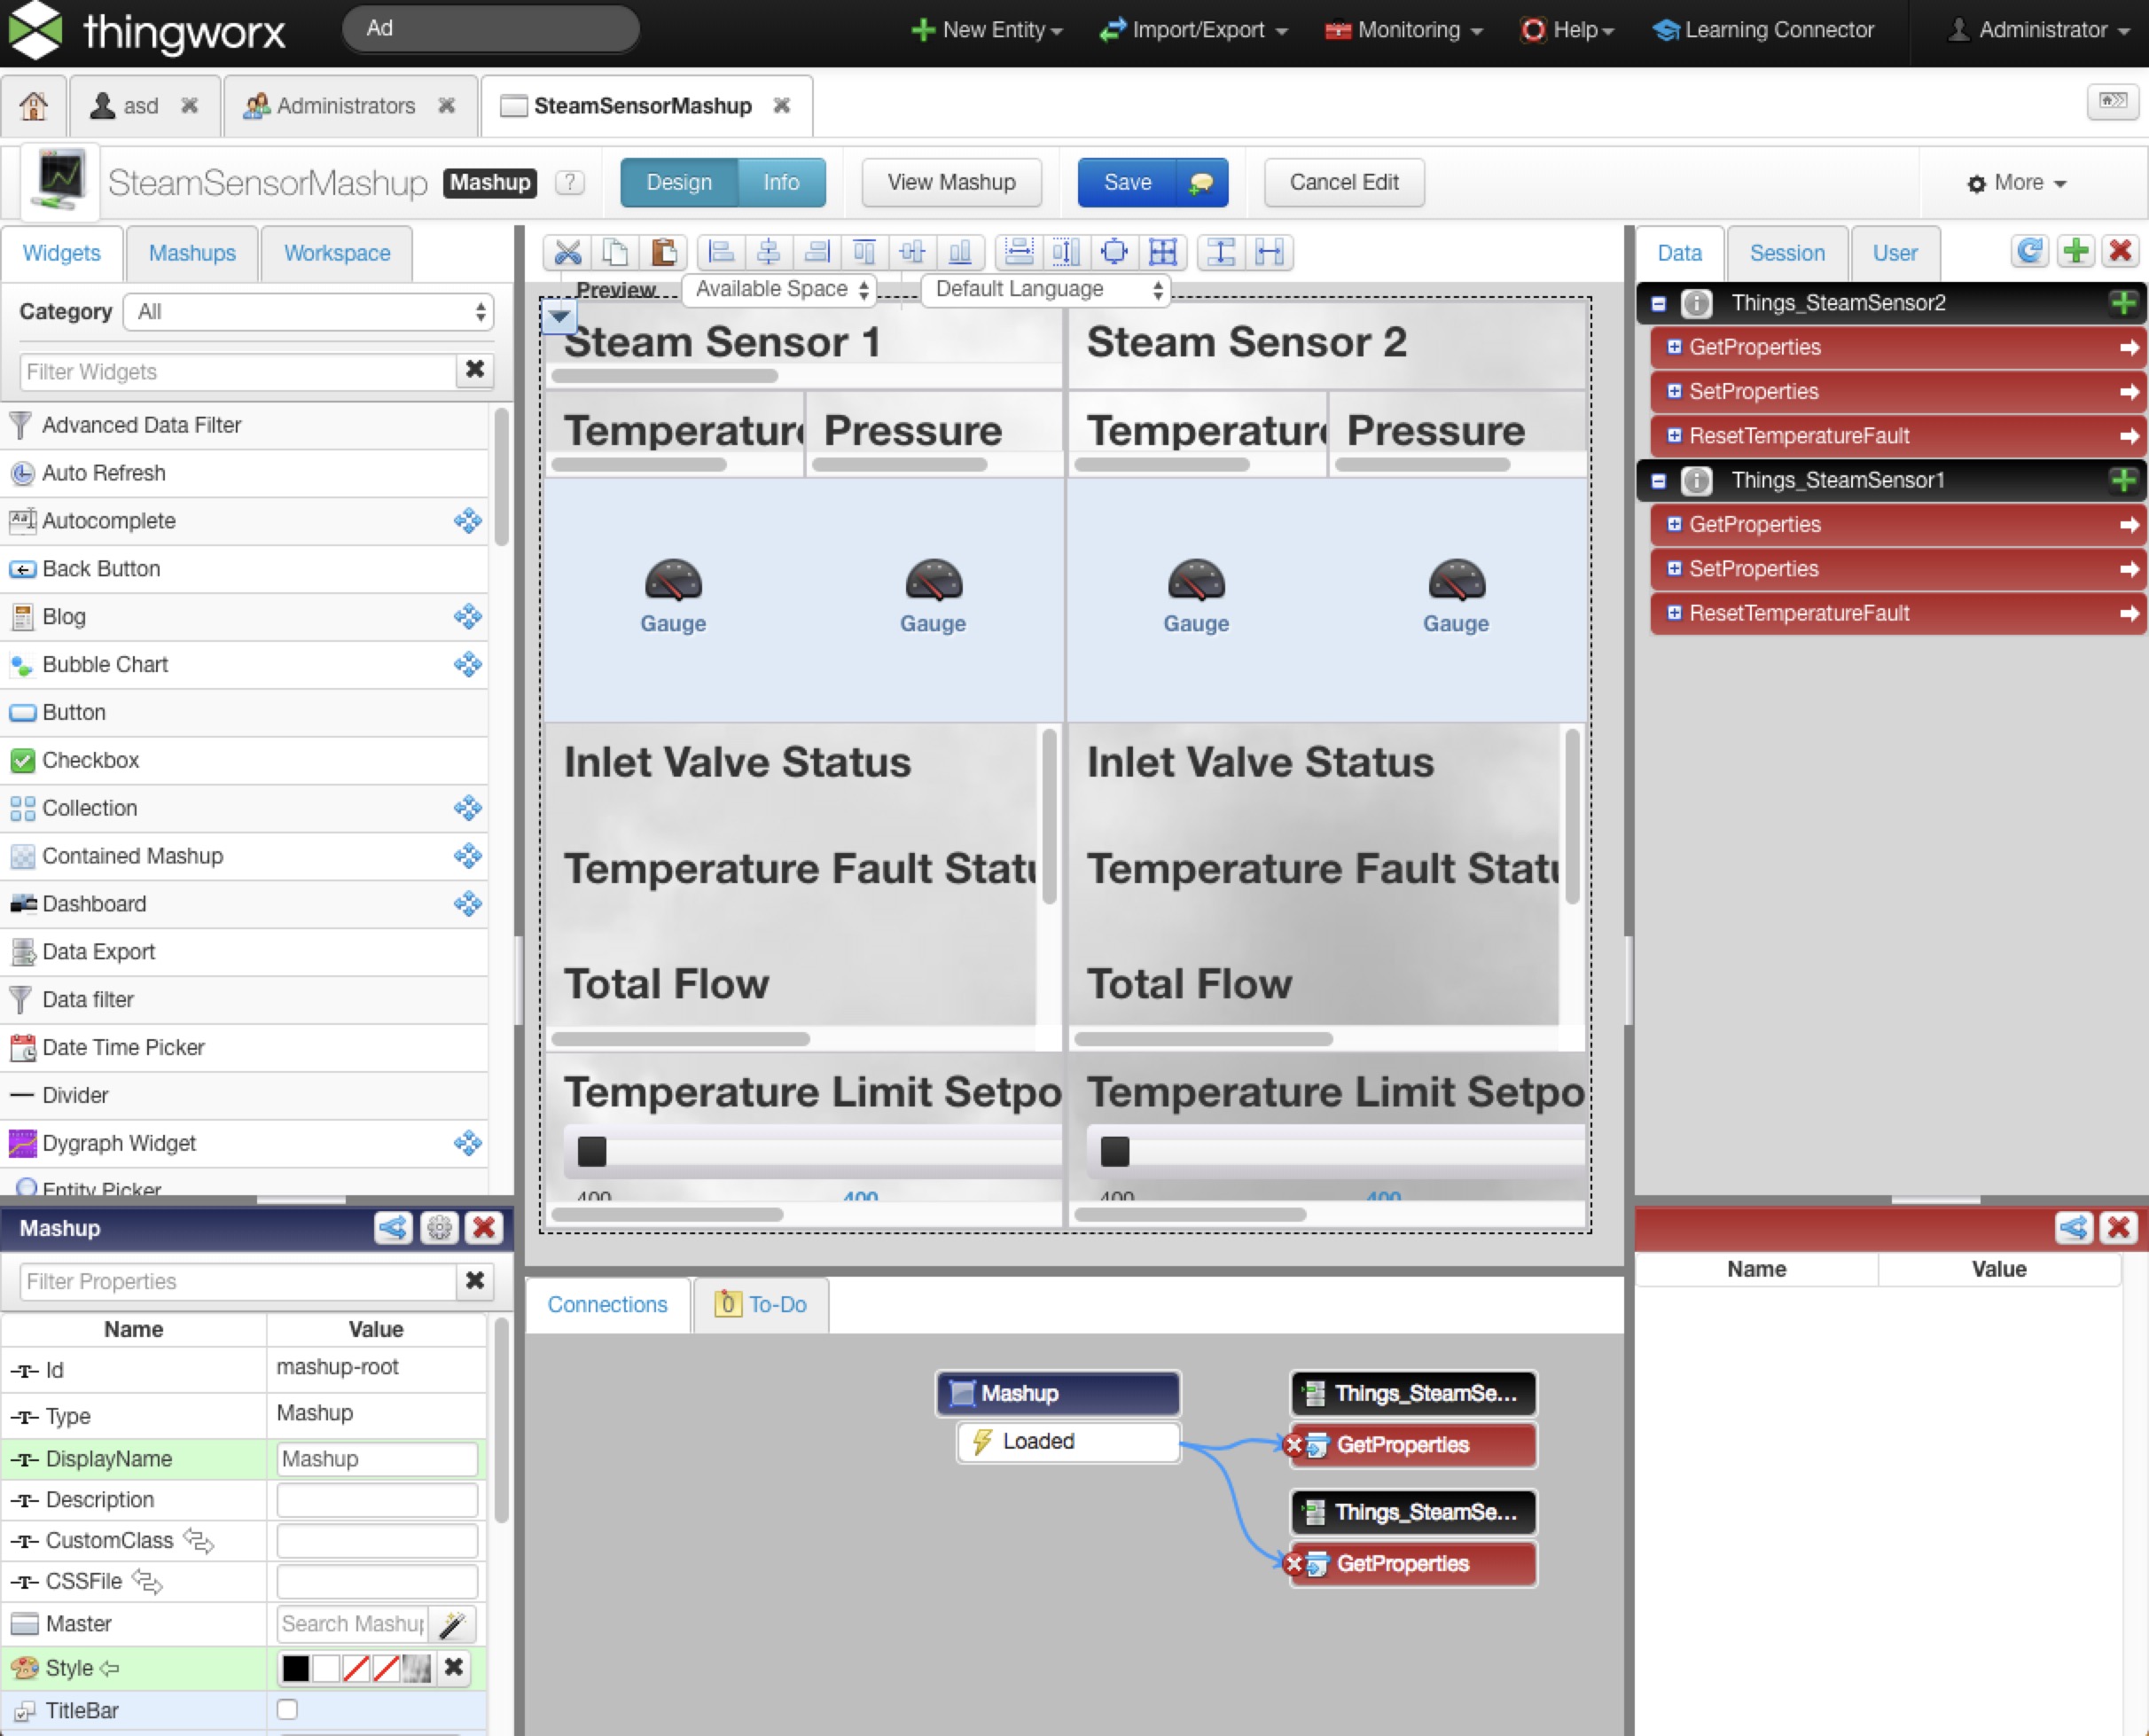 thingworx
Ad
New Entity
Import/Export
Monitoring
Help
Learning Connector
Administrator
asd
Administrators
SteamSensorMashup
SteamSensorMashup
Mashup
?
Design
Info
View Mashup
Save
Cancel Edit
More
Widgets
Mashups
Workspace
Category
All
Filter Widgets
Advanced Data Filter
Auto Refresh
Autocomplete
Back Button
Blog
Bubble Chart
Button
Checkbox
Collection
Contained Mashup
Dashboard
Data Export
Data filter
Date Time Picker
Divider
Dygraph Widget
Entity Picker
Mashup
Filter Properties
Name Value
Id mashup-root
Type Mashup
DisplayName Mashup
Description
CustomClass
CSSFile
Master Search Mashup
Style
TitleBar
Preview
Available Space
Default Language
Steam Sensor 1
Steam Sensor 2
Temperature
Pressure
Temperature
Pressure
Gauge
Gauge
Gauge
Gauge
Inlet Valve Status
Inlet Valve Status
Temperature Fault Statu
Temperature Fault Statu
Total Flow
Total Flow
Temperature Limit Setpo
Temperature Limit Setpo
400 400
400 400
Connections
0 To-Do
Mashup
Loaded
Things_SteamSe...
GetProperties
Things_SteamSe...
GetProperties
Data
Session
User
Things_SteamSensor2
GetProperties
SetProperties
ResetTemperatureFault
Things_SteamSensor1
GetProperties
SetProperties
ResetTemperatureFault
Name Value